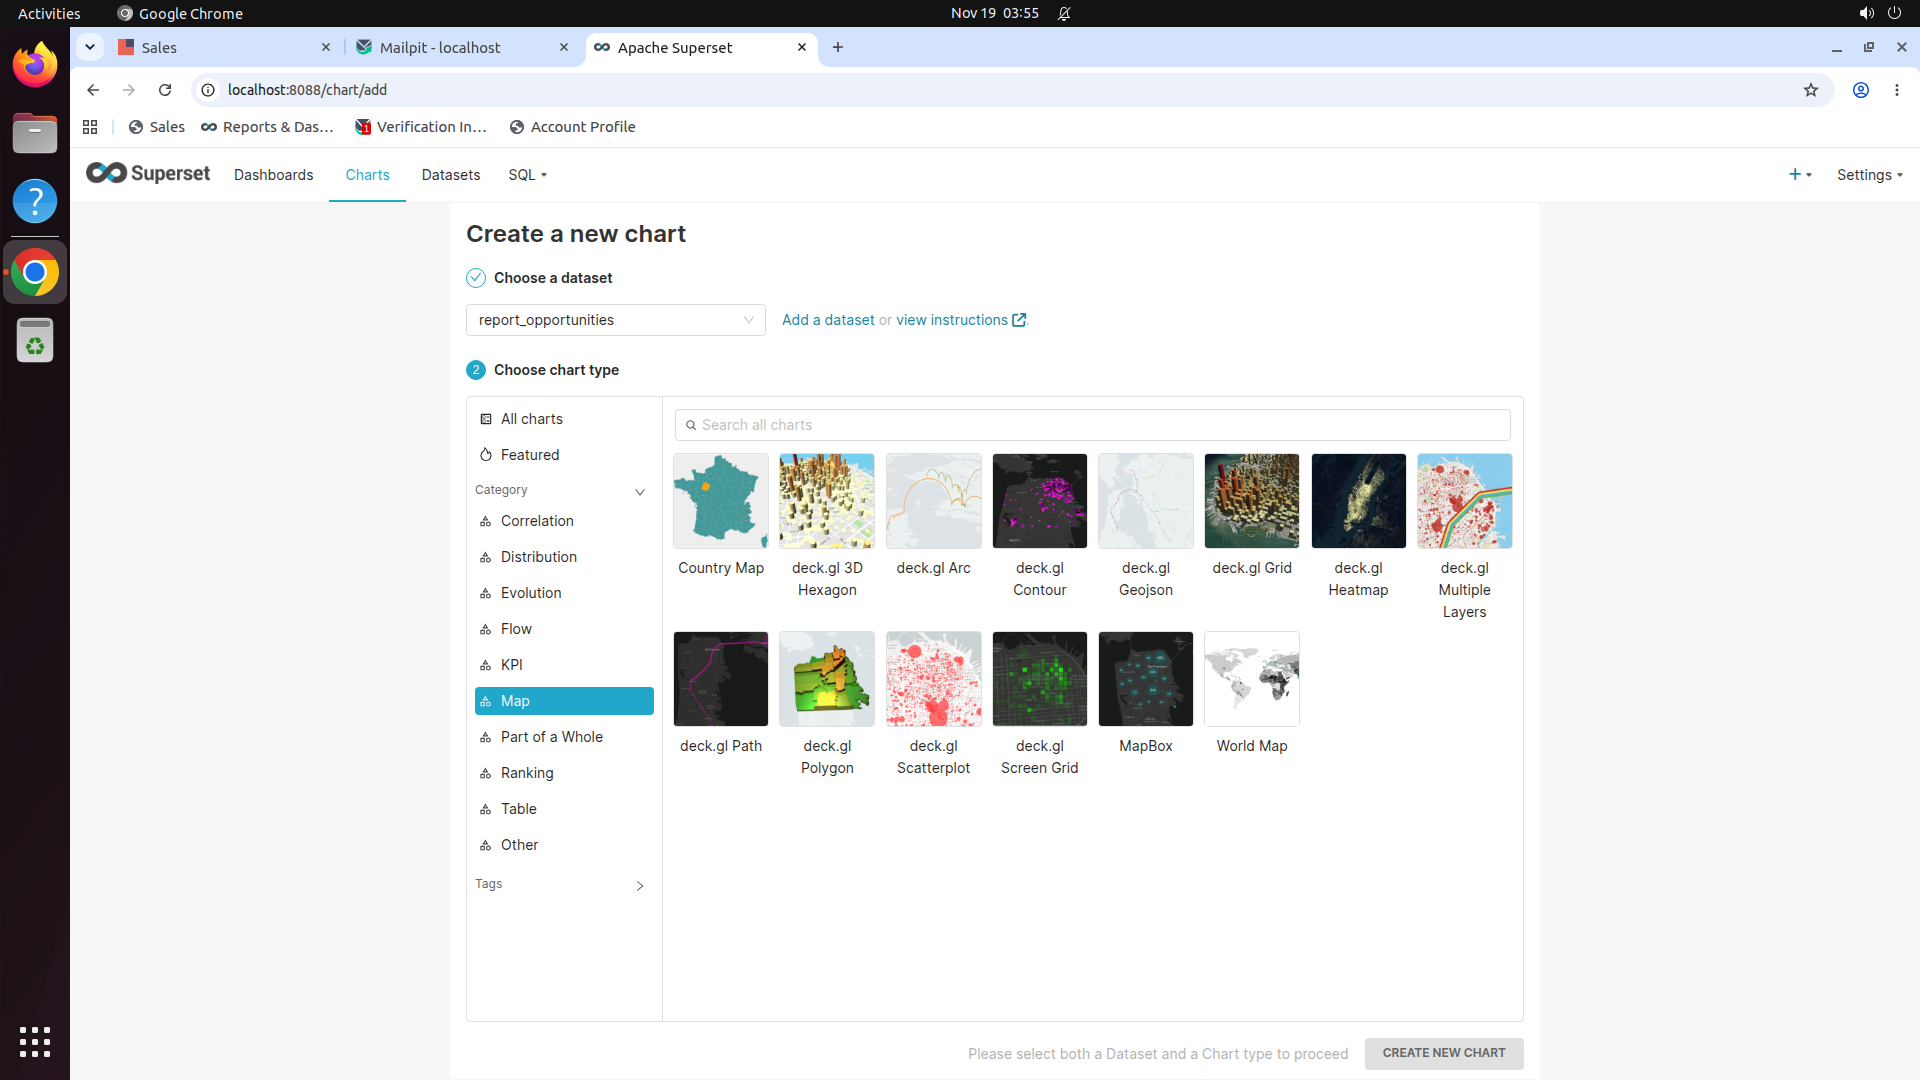 Activities
Google Chrome
Nov 19 03:55
Sales
Mailpit - localhost
Apache Superset
localhost:8088/chart/add
Sales
Reports & Das...
1
Verification In...
Account Profile
Superset
Dashboards
Charts
Datasets
SQL
Settings
Create a new chart
Choose a dataset
report_opportunities
Add a dataset or view instructions .
2
Choose chart type
All charts
Featured
Category
Correlation
Distribution
Evolution
Flow
KPI
Map
Part of a Whole
Ranking
Table
Other
Tags
Search all charts
Country Map
deck.gl 3D
Hexagon
deck.gl Arc
deck.gl
Contour
deck.gl
Geojson
deck.gl Grid
deck.gl
Heatmap
deck.gl
Multiple
Layers
deck.gl Path
deck.gl
Polygon
deck.gl
Scatterplot
deck.gl
Screen Grid
MapBox
World Map
Please select both a Dataset and a Chart type to proceed
CREATE NEW CHART